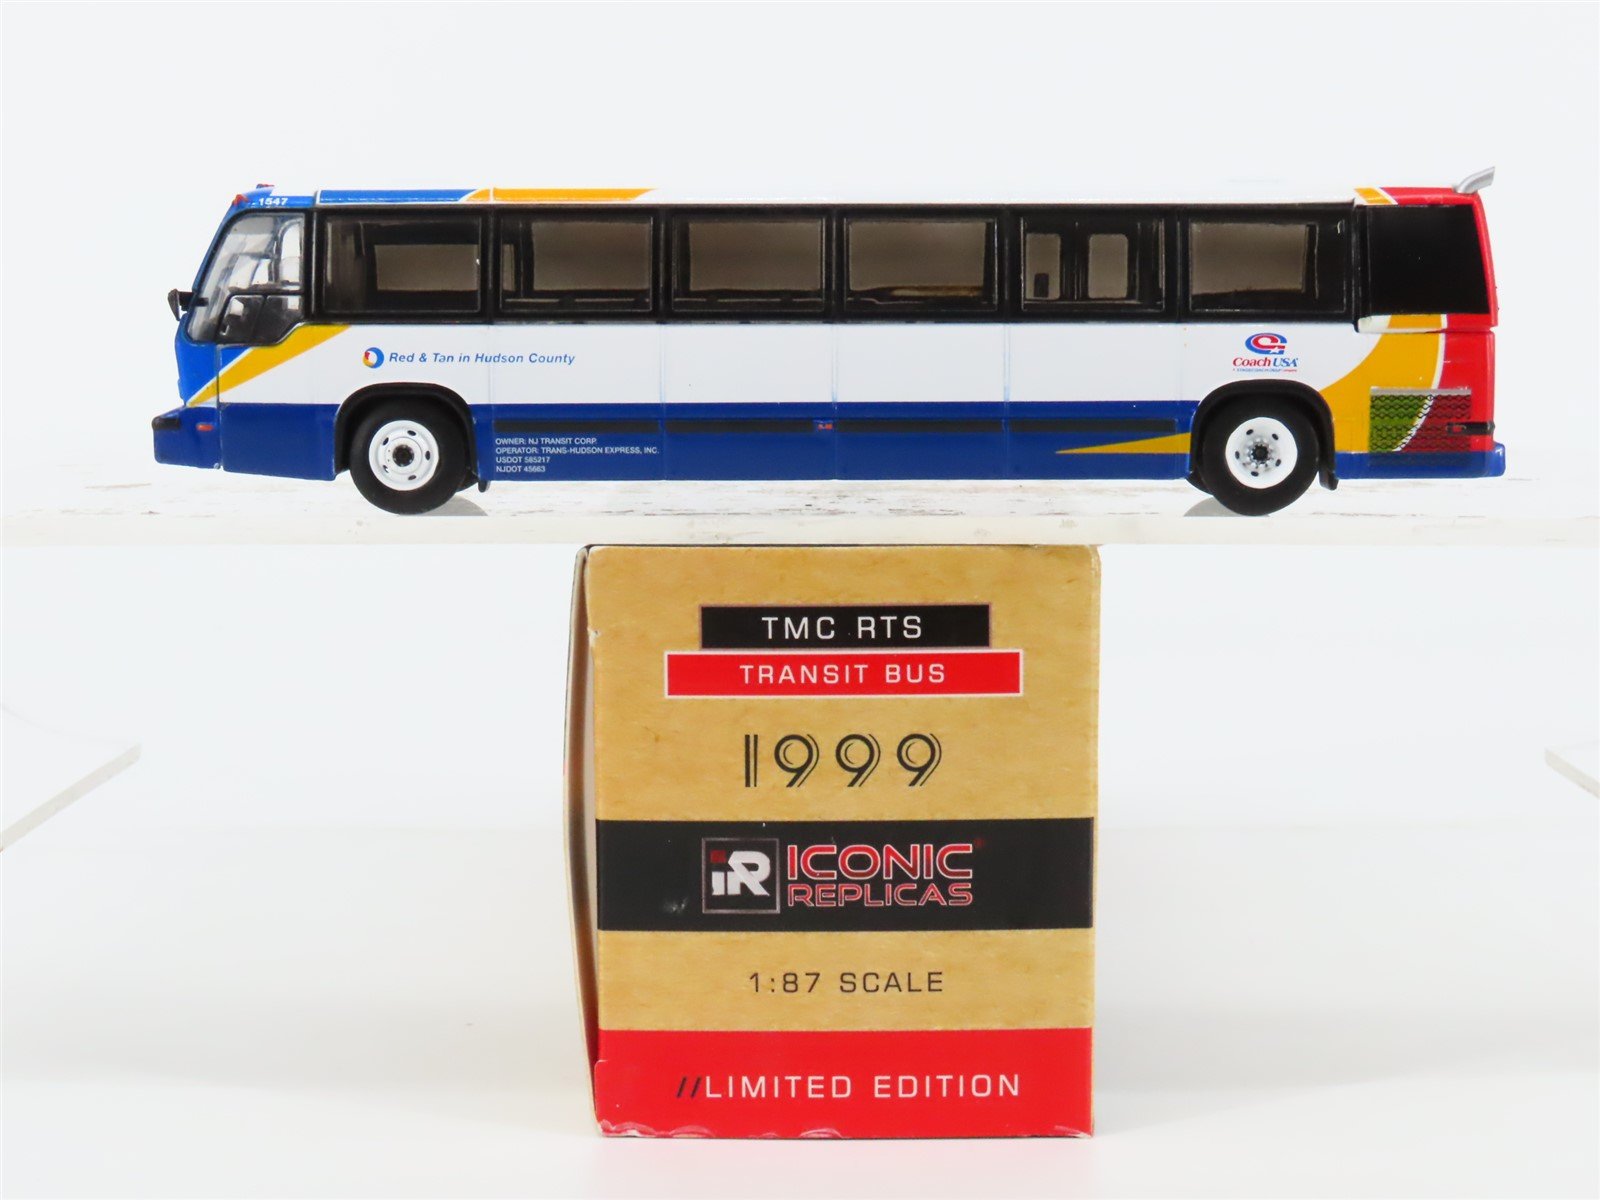 1547
Red & Tan in Hudson County
Coach USA
OWNER: NJ TRANSIT CORP.
OPERATOR: TRANS-HUDSON EXPRESS, INC.
USDOT 565217
NJDOT 45663
TMC RTS
TRANSIT BUS
1999
iR ICONIC
REPLICAS
1:87 SCALE
//LIMITED EDITION